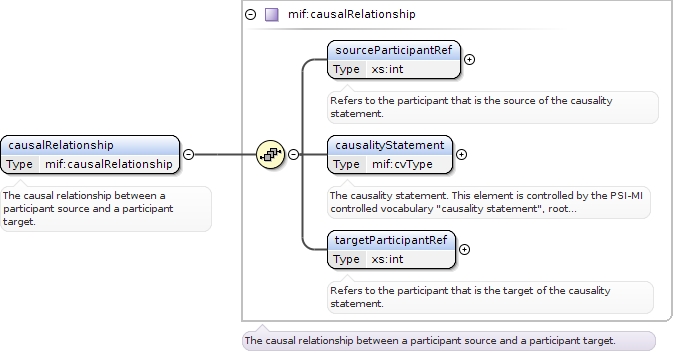 mif:causalRelationship
sourceParticipantRef
Type xs:int
Refers to the participant that is the source of the causality
statement.
causalRelationship
Type mif:causalRelationship
The causal relationship between a
participant source and a participant
target.
causalityStatement
Type mif:cvType
The causality statement. This element is controlled by the PSI-MI
controlled vocabulary "causality statement", root...
targetParticipantRef
Type xs:int
Refers to the participant that is the target of the causality
statement.
The causal relationship between a participant source and a participant target.